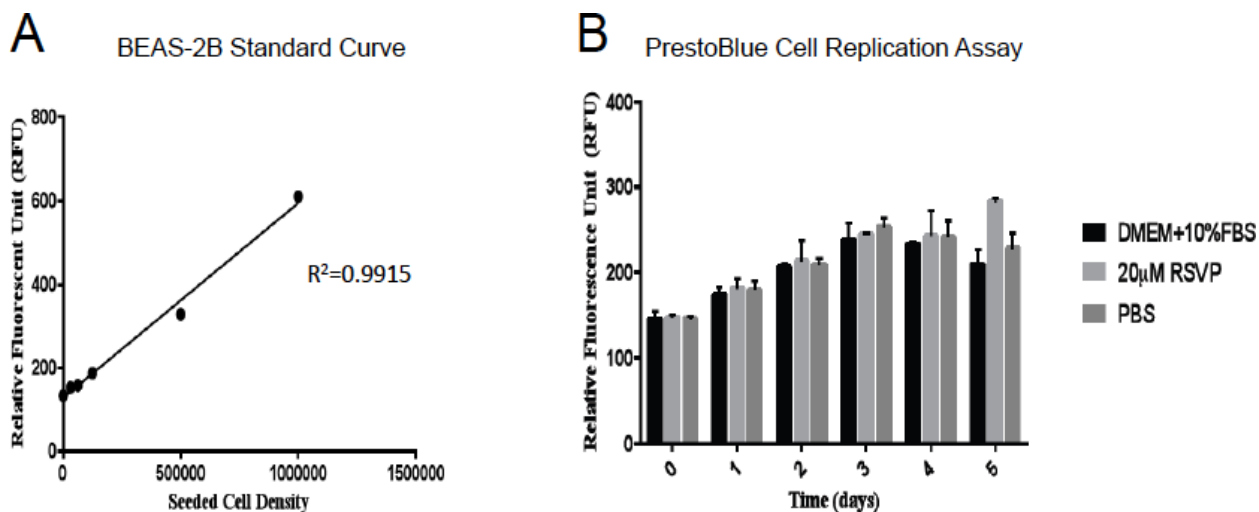 A
BEAS-2B Standard Curve
Relative Fluorescent Unit (RFU)
800
600
400
200
0
R²=0.9915
0
500000
1000000
1500000
Seeded Cell Density
B
PrestoBlue Cell Replication Assay
Relative Fluorescence Unit (RFU)
400
300
200
100
0
0
1
2
3
4
5
Time (days)
DMEM+10%FBS
20µM RSVP
PBS